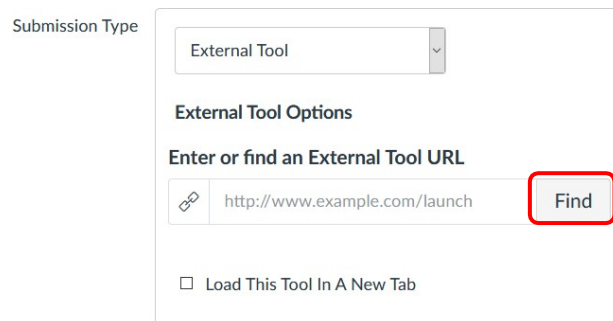 Submission Type
External Tool
External Tool Options
Enter or find an External Tool URL
http://www.example.com/launch
Find
Load This Tool In A New Tab